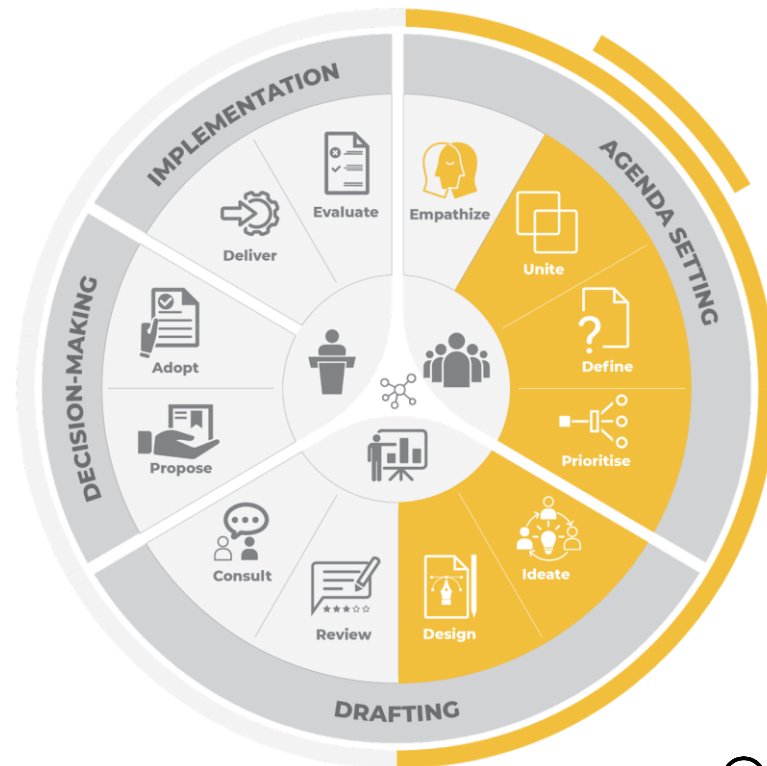 IMPLEMENTATION
AGENDA SETTING
DECISION-MAKING
DRAFTING
Empathize
Unite
Define
?
Prioritise
Ideate
Design
Review
Consult
Propose
Adopt
Deliver
Evaluate